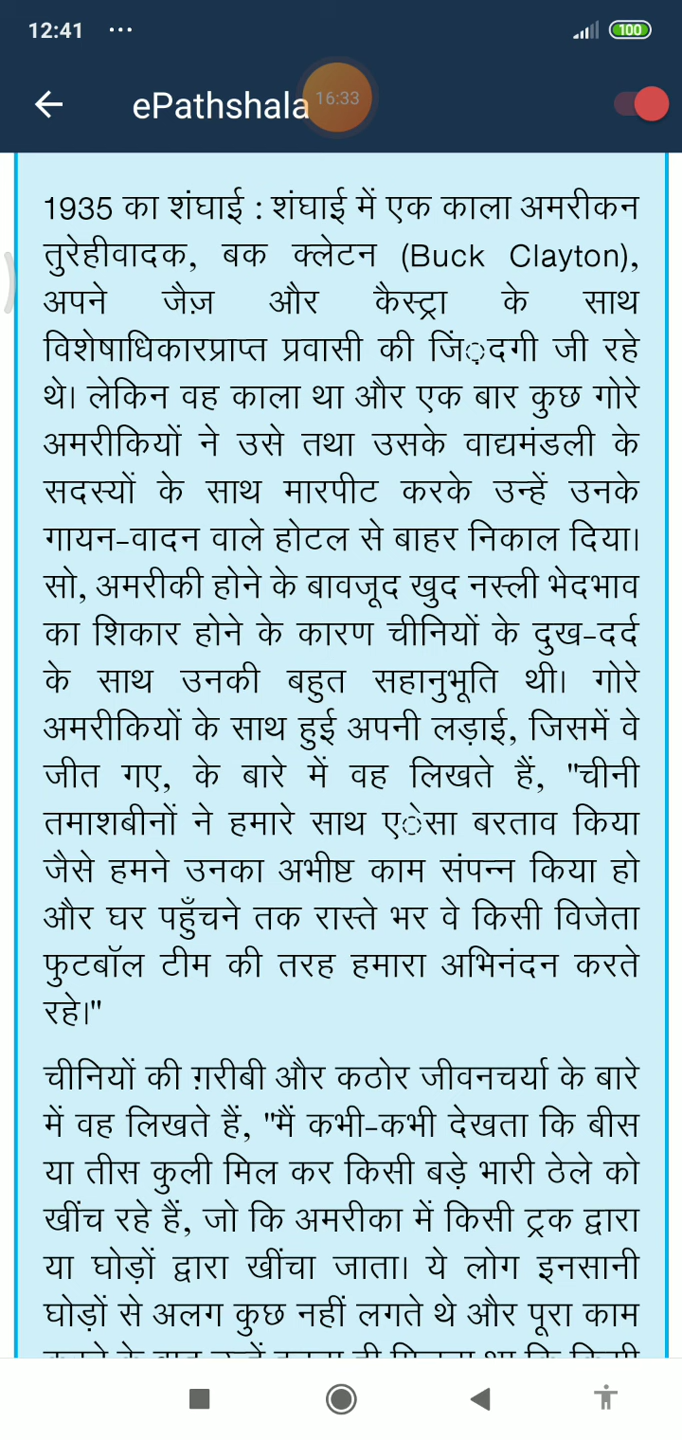 12:41 ... 100
ePathshala 16:33
1935 का शंघाई : शंघाई में एक काला अमरीकन
तुरेहीवादक, बक क्लेटन (Buck Clayton),
अपने जैज़ और कैस्ट्रा के साथ
विशेषाधिकारप्राप्त प्रवासी की जिं़दगी जी रहे
थे। लेकिन वह काला था और एक बार कुछ गोरे
अमरीकियों ने उसे तथा उसके वाद्यमंडली के
सदस्यों के साथ मारपीट करके उन्हें उनके
गायन-वादन वाले होटल से बाहर निकाल दिया।
सो, अमरीकी होने के बावजूद खुद नस्ली भेदभाव
का शिकार होने के कारण चीनियों के दुख-दर्द
के साथ उनकी बहुत सहानुभूति थी। गोरे
अमरीकियों के साथ हुई अपनी लड़ाई, जिसमें वे
जीत गए, के बारे में वह लिखते हैं, "चीनी
तमाशबीनों ने हमारे साथ एेसा बरताव किया
जैसे हमने उनका अभीष्ट काम संपन्न किया हो
और घर पहुँचने तक रास्ते भर वे किसी विजेता
फुटबॉल टीम की तरह हमारा अभिनंदन करते
रहे।"
चीनियों की ग़रीबी और कठोर जीवनचर्या के बारे
में वह लिखते हैं, "मैं कभी-कभी देखता कि बीस
या तीस कुली मिल कर किसी बड़े भारी ठेले को
खींच रहे हैं, जो कि अमरीका में किसी ट्रक द्वारा
या घोड़ों द्वारा खींचा जाता। ये लोग इनसानी
घोड़ों से अलग कुछ नहीं लगते थे और पूरा काम